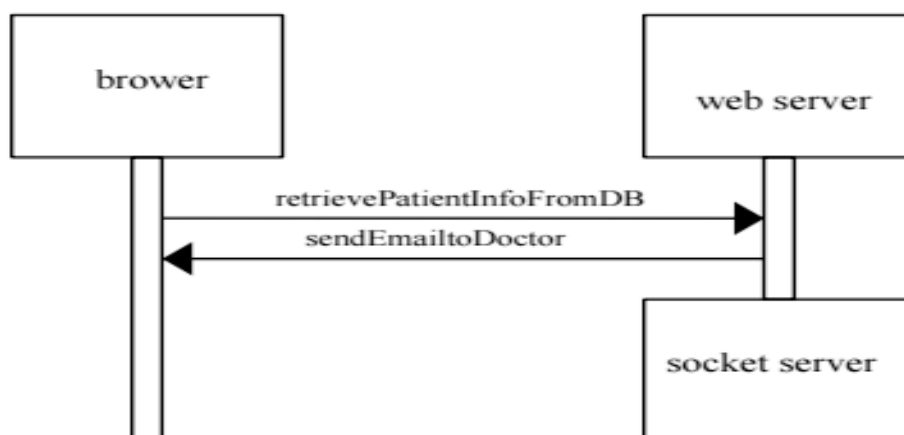 brower
web server
retrievePatientInfoFromDB
sendEmailtoDoctor
socket server